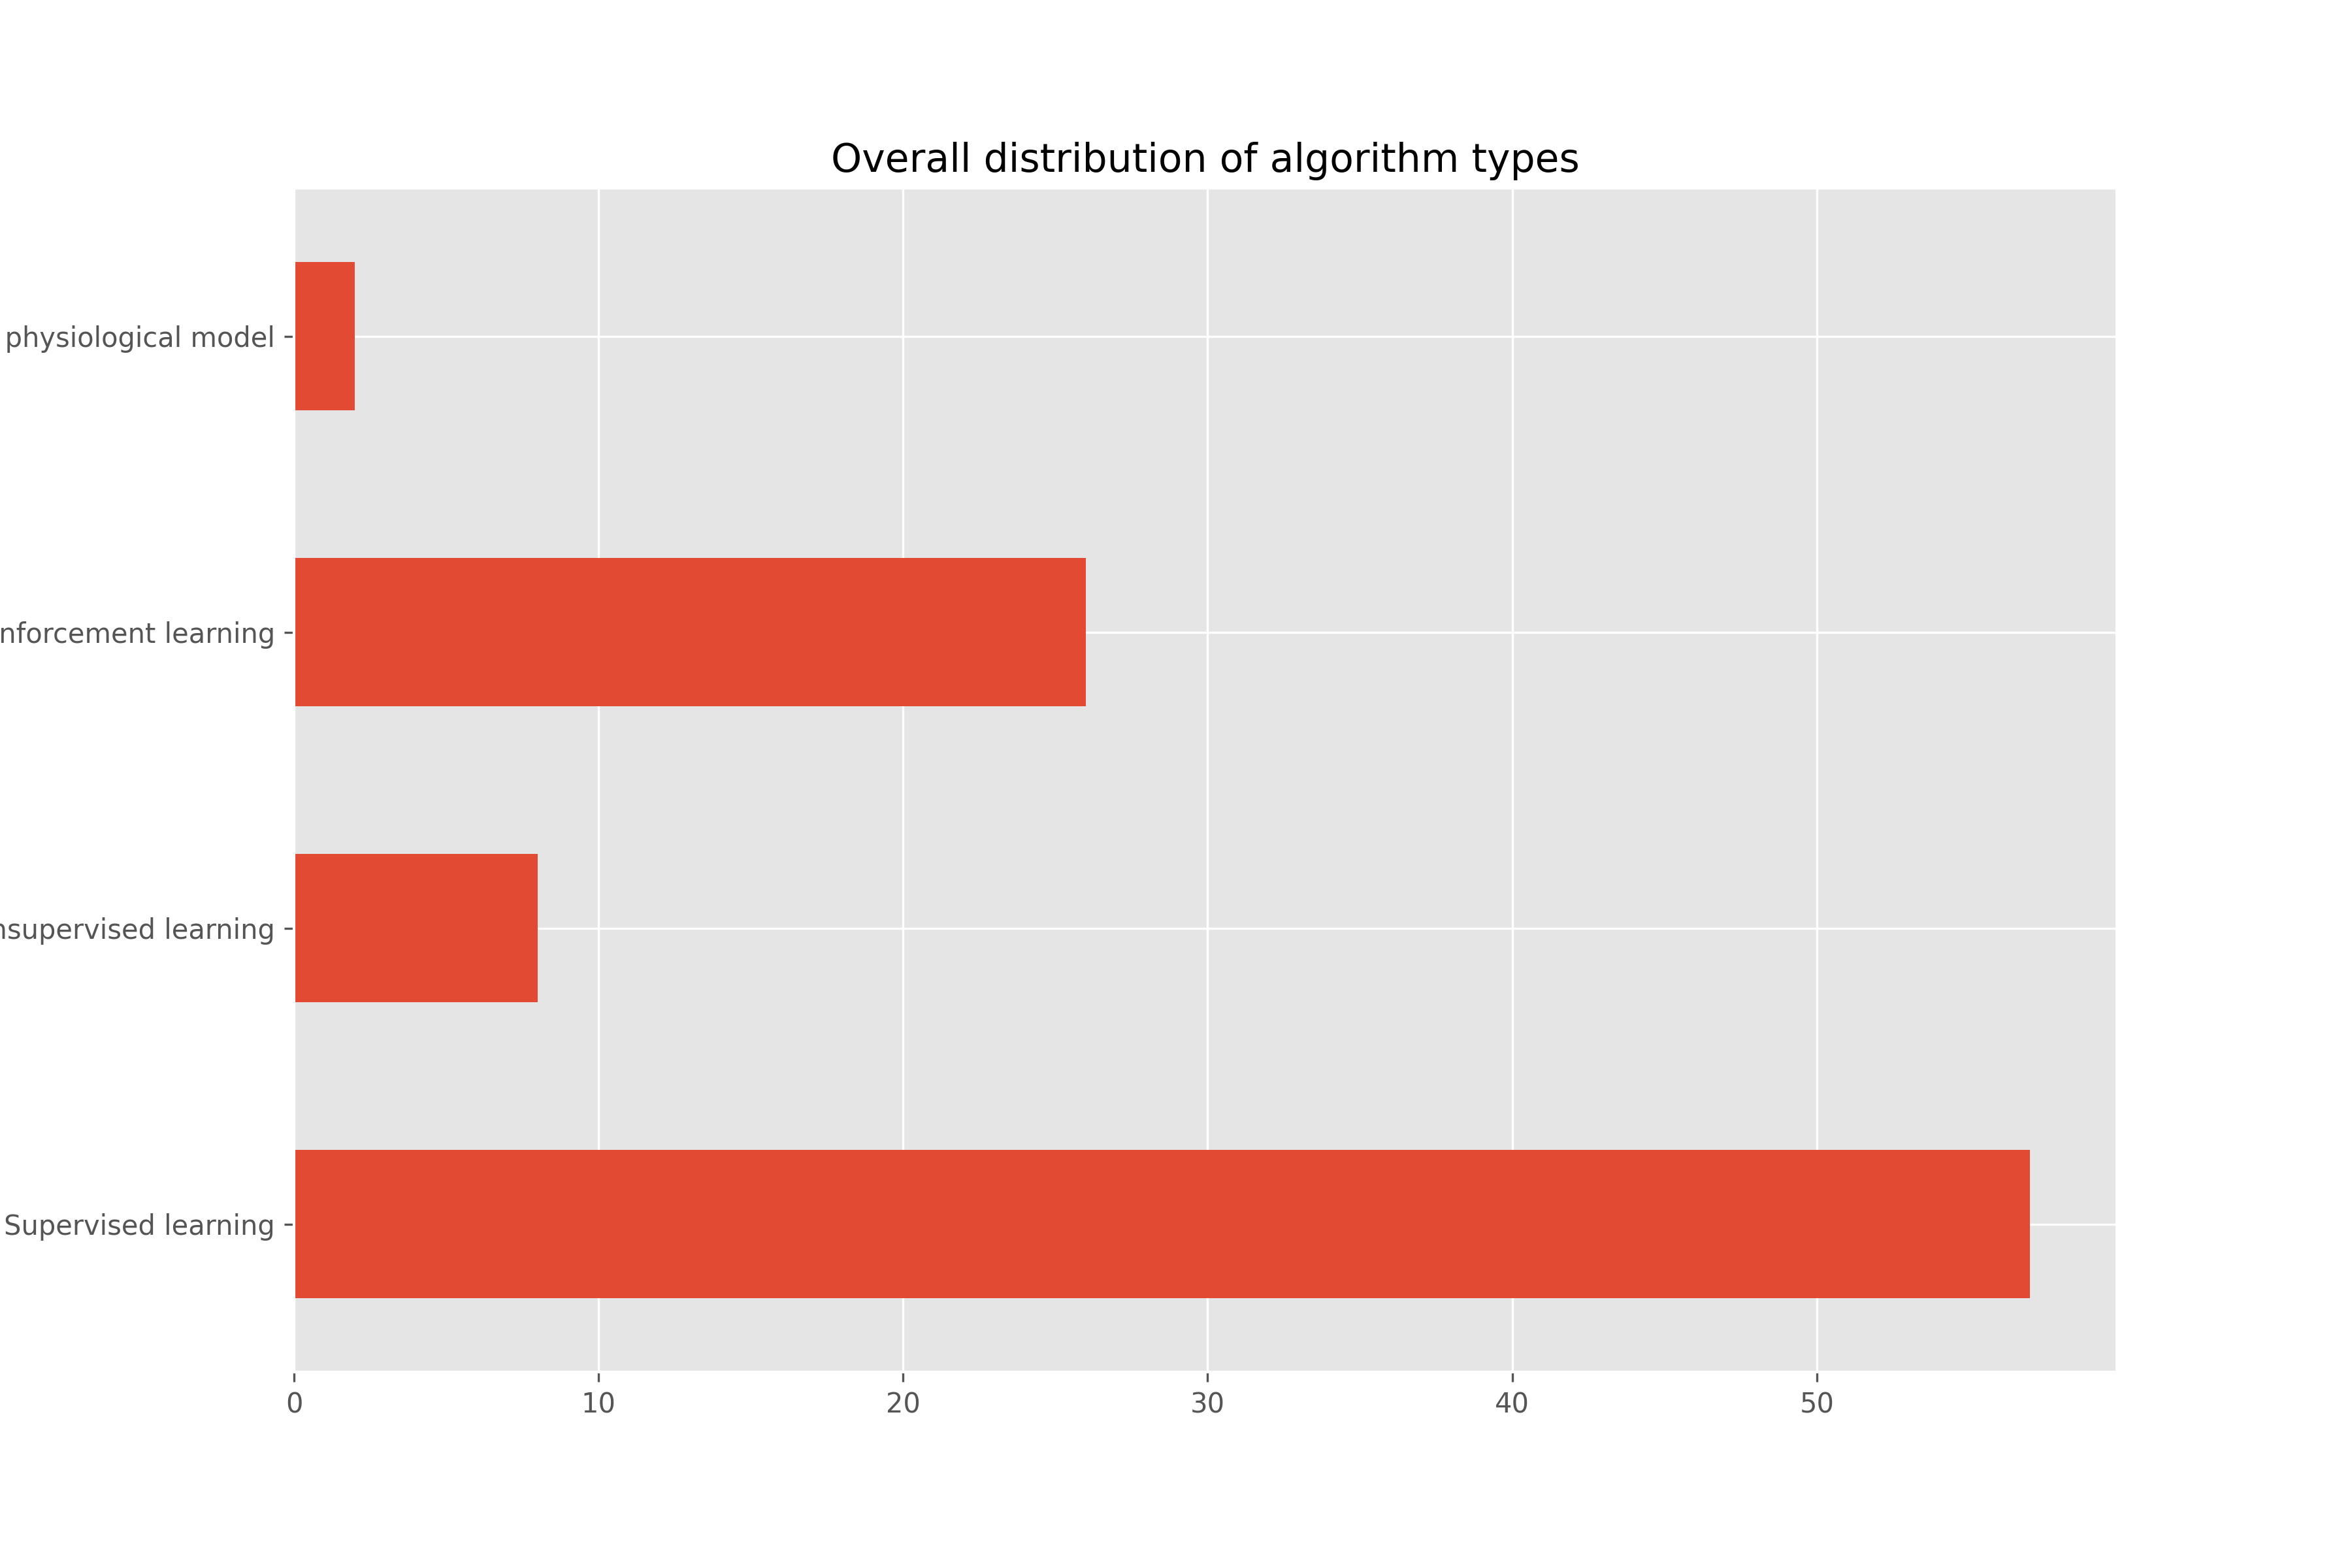 Overall distribution of algorithm types
physiological model
nforcement learning
nsupervised learning
Supervised learning
0 10 20 30 40 50